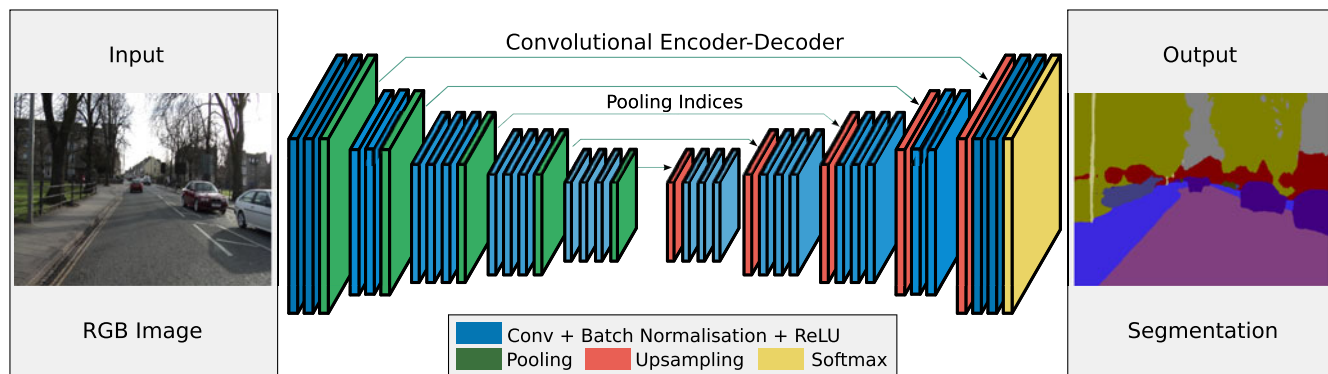 Input
RGB Image
Convolutional Encoder-Decoder
Pooling Indices
Conv + Batch Normalisation + ReLU
Pooling Upsampling Softmax
Output
Segmentation